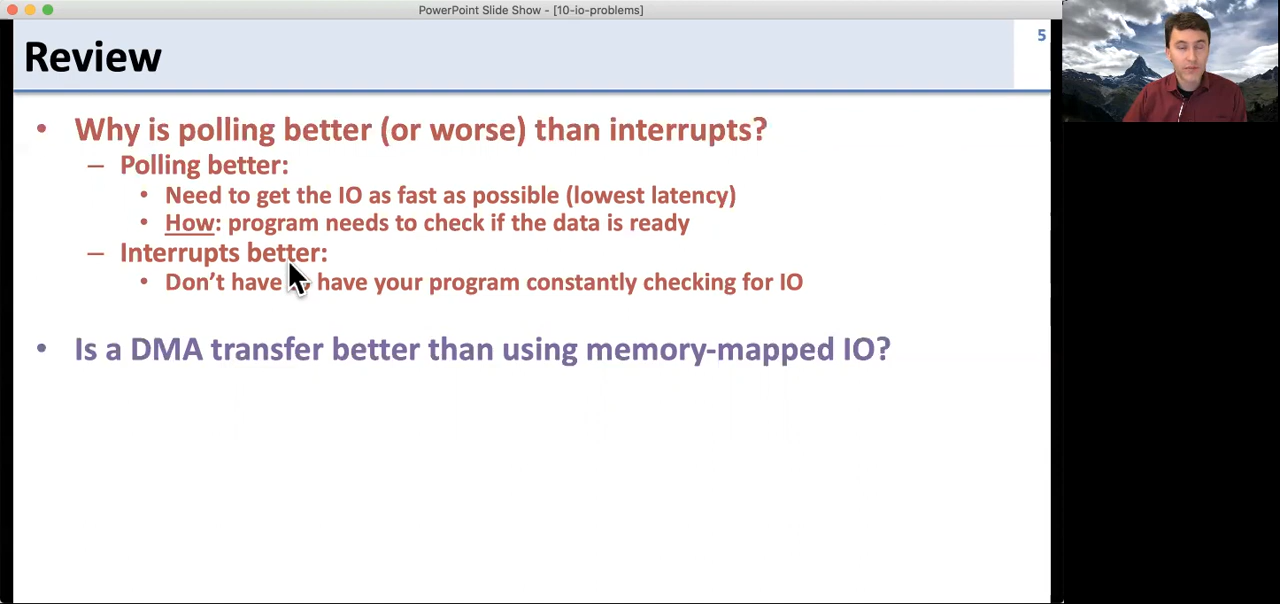 PowerPoint Slide Show - [10-io-problems]
Review
5
• Why is polling better (or worse) than interrupts?
– Polling better:
• Need to get the IO as fast as possible (lowest latency)
• How: program needs to check if the data is ready
– Interrupts better:
• Don't have have your program constantly checking for IO
• Is a DMA transfer better than using memory-mapped IO?